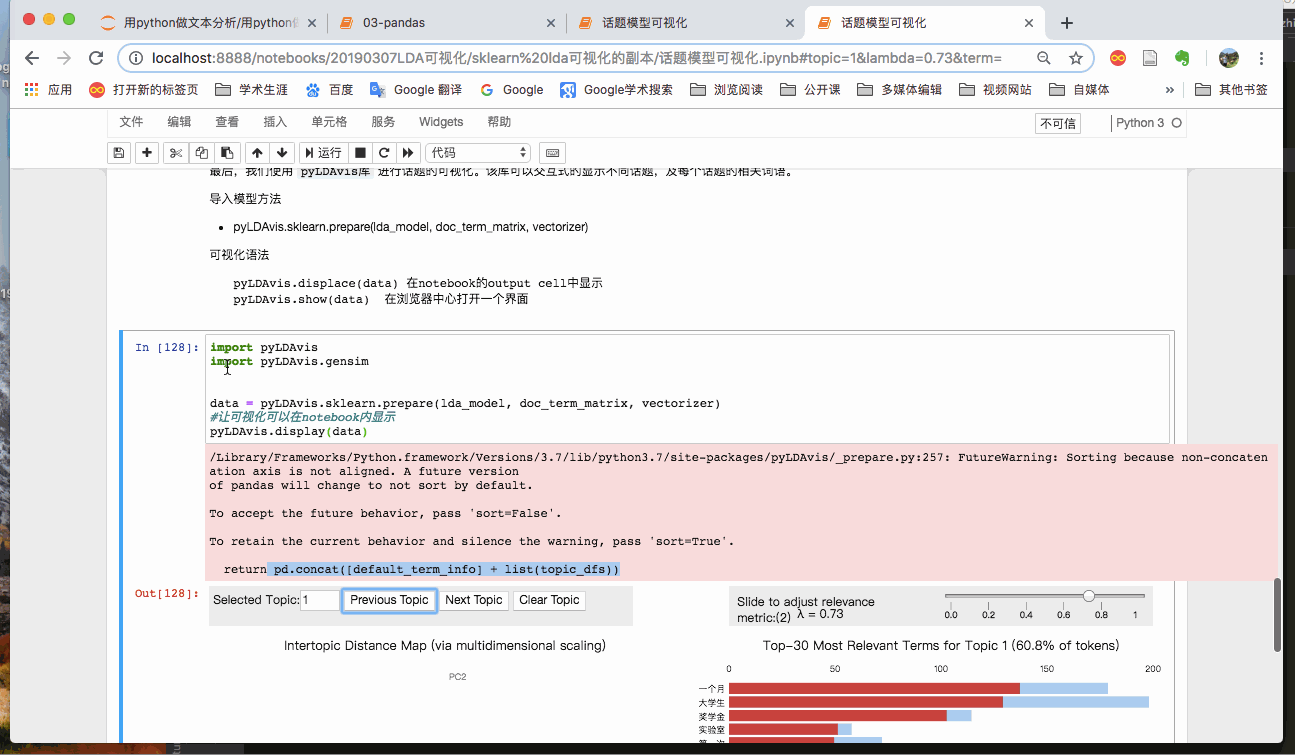 用python做文本分析/用python
03-pandas
话题模型可视化
话题模型可视化
localhost:8888/notebooks/20190307LDA可视化/sklearn%20lda可视化的副本/话题模型可视化.ipynb#topic=1&lambda=0.73&term=
应用 打开新的标签页 学术生涯 百度 Google 翻译 Google Google学术搜索 浏览阅读 公开课 多媒体编辑 视频网站 自媒体 » 其他书签
文件 编辑 查看 插入 单元格 服务 Widgets 帮助 不可信 Python 3
运行 代码
最后，我们使用 pyLDAvis库 进行话题的可视化。该库可以交互式的显示不同话题，及每个话题的相关词语。
导入模型方法
• pyLDAvis.sklearn.prepare(lda_model, doc_term_matrix, vectorizer)
可视化语法
pyLDAvis.displace(data) 在notebook的output cell中显示
pyLDAvis.show(data) 在浏览器中心打开一个界面
In [128]: import pyLDAvis
import pyLDAvis.gensim
data = pyLDAvis.sklearn.prepare(lda_model, doc_term_matrix, vectorizer)
#让可视化可以在notebook内显示
pyLDAvis.display(data)
/Library/Frameworks/Python.framework/Versions/3.7/lib/python3.7/site-packages/pyLDAvis/_prepare.py:257: FutureWarning: Sorting because non-concaten
ation axis is not aligned. A future version
of pandas will change to not sort by default.
To accept the future behavior, pass 'sort=False'.
To retain the current behavior and silence the warning, pass 'sort=True'.
return pd.concat([default_term_info] + list(topic_dfs))
Out[128]: Selected Topic: 1 Previous Topic Next Topic Clear Topic
Slide to adjust relevance
metric:(2) λ = 0.73
0.0 0.2 0.4 0.6 0.8 1
Intertopic Distance Map (via multidimensional scaling)
PC2
Top-30 Most Relevant Terms for Topic 1 (60.8% of tokens)
0 50 100 150 200
一个月
大学生
奖学金
实验室
第一次